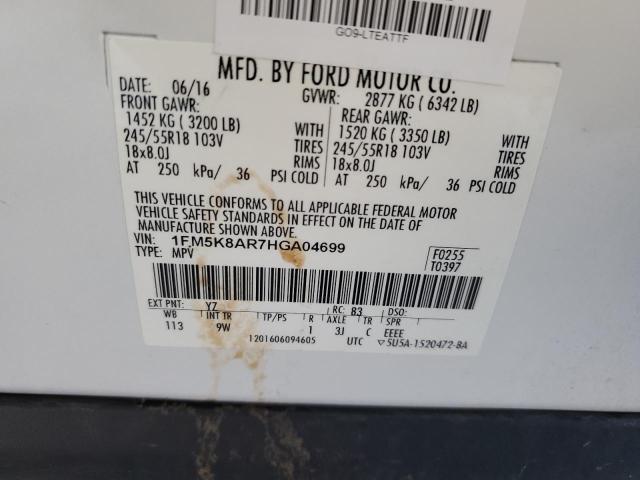 GO9-LTEATTF
MFD. BY FORD MOTOR CO.
DATE: 06/16 GVWR: 2877 KG ( 6342 LB)
FRONT GAWR: REAR GAWR:
1452 KG ( 3200 LB) WITH 1520 KG ( 3350 LB) WITH
245/55R18 103V TIRES 245/55R18 103V TIRES
18x8.0J RIMS 18x8.0J RIMS
AT 250 kPa/ 36 PSI COLD AT 250 kPa/ 36 PSI COLD
THIS VEHICLE CONFORMS TO ALL APPLICABLE FEDERAL MOTOR
VEHICLE SAFETY STANDARDS IN EFFECT ON THE DATE OF
MANUFACTURE SHOWN ABOVE.
VIN: 1FM5K8AR7HGA04699 F0255
TYPE: MPV T0397
EXT PNT: YZ RC: 83 DSO:
WB INT TR TP/PS R AXLE TR SPR
113 9W 1 3J C EEEE
1201606094605 UTC ▽5U5A-1520472-BA